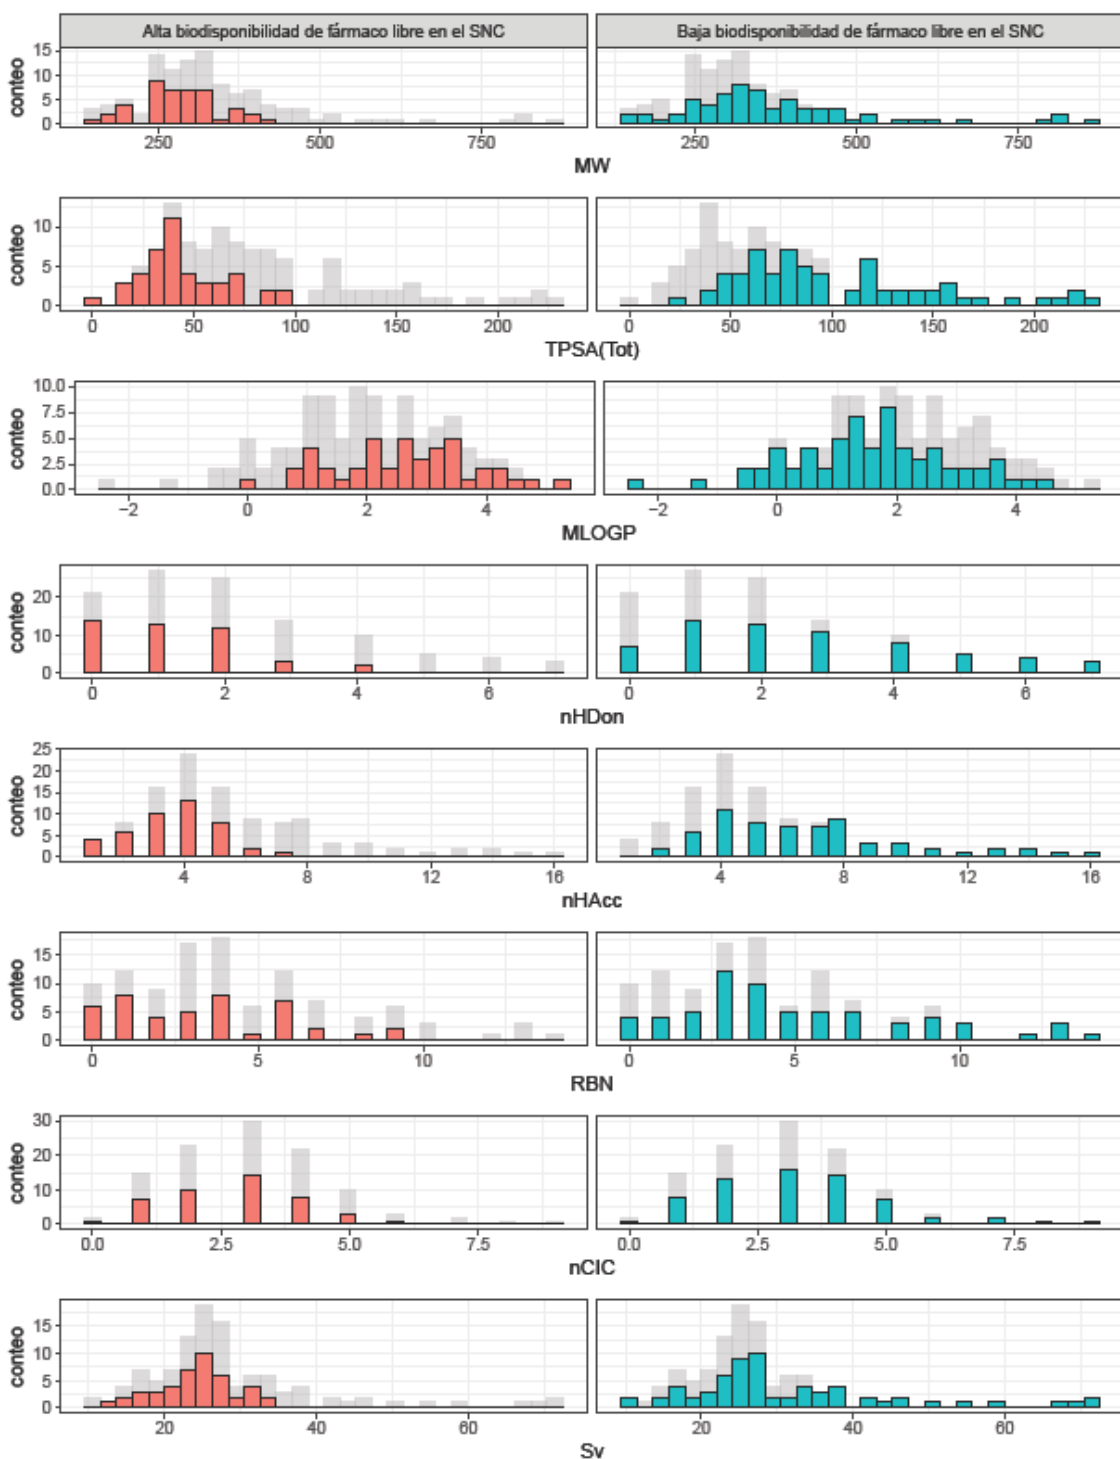 Alta biodisponibilidad de fármaco libre en el SNC Baja biodisponibilidad de fármaco libre en el SNC
15
10
5
0
conteo
250 500 750 250 500 750
MW
10
5
0
conteo
0 50 100 150 200 0 50 100 150 200
TPSA(Tot)
10.0
7.5
5.0
2.5
0.0
conteo
−2 0 2 4 −2 0 2 4
MLOGP
20
10
0
conteo
0 2 4 6 0 2 4 6
nHDon
25
20
15
10
5
0
conteo
4 8 12 16 4 8 12 16
nHAcc
15
10
5
0
conteo
0 5 10 0 5 10
RBN
30
20
10
0
conteo
0.0 2.5 5.0 7.5 0.0 2.5 5.0 7.5
nCIC
15
10
5
0
conteo
20 40 60 20 40 60
Sv